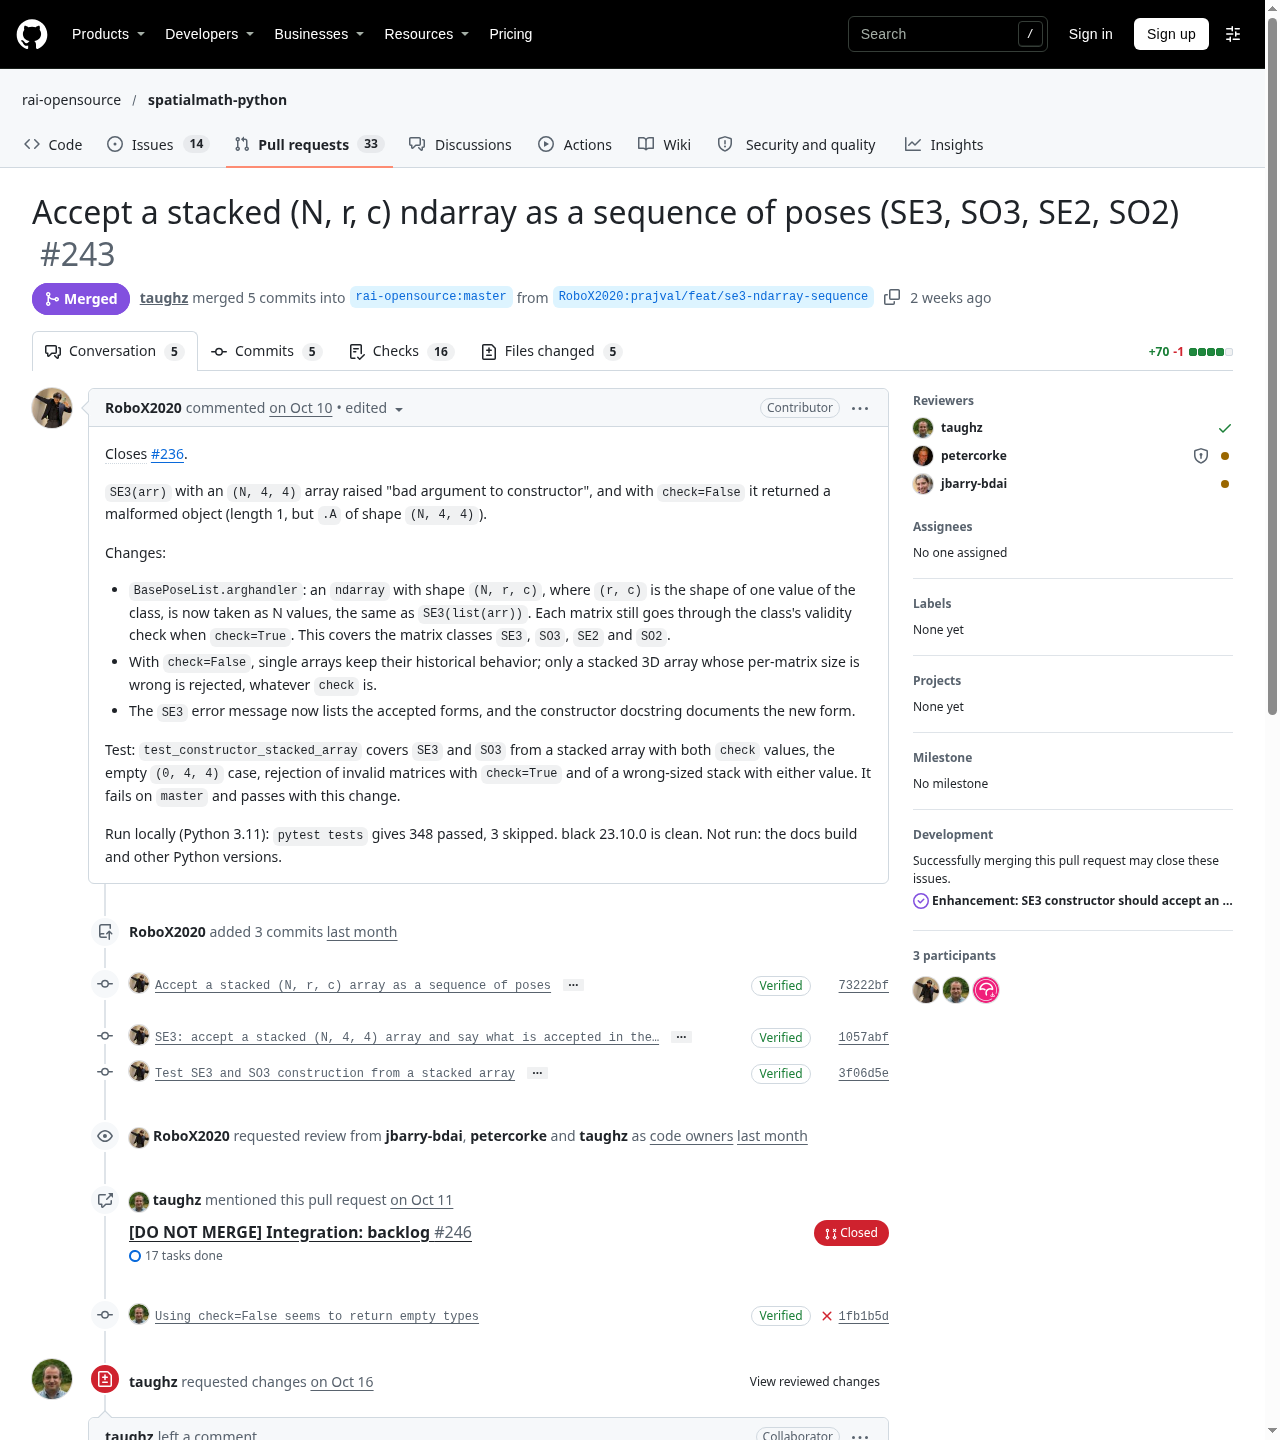 Products Developers Businesses Resources Pricing Search / Sign in Sign up
rai-opensource / spatialmath-python
Code Issues 14 Pull requests 33 Discussions Actions Wiki Security and quality Insights
Accept a stacked (N, r, c) ndarray as a sequence of poses (SE3, SO3, SE2, SO2)
#243
Merged taughz merged 5 commits into rai-opensource:master from RoboX2020:prajval/feat/se3-ndarray-sequence 2 weeks ago
Conversation 5 Commits 5 Checks 16 Files changed 5 +70 -1
RoboX2020 commented on Oct 10 • edited Contributor
Closes #236.
SE3(arr) with an (N, 4, 4) array raised "bad argument to constructor", and with check=False it returned a
malformed object (length 1, but .A of shape (N, 4, 4) ).
Changes:
• BasePoseList.arghandler: an ndarray with shape (N, r, c), where (r, c) is the shape of one value of the
class, is now taken as N values, the same as SE3(list(arr)). Each matrix still goes through the class's validity
check when check=True. This covers the matrix classes SE3, SO3, SE2 and SO2.
• With check=False, single arrays keep their historical behavior; only a stacked 3D array whose per-matrix size is
wrong is rejected, whatever check is.
• The SE3 error message now lists the accepted forms, and the constructor docstring documents the new form.
Test: test_constructor_stacked_array covers SE3 and SO3 from a stacked array with both check values, the
empty (0, 4, 4) case, rejection of invalid matrices with check=True and of a wrong-sized stack with either value. It
fails on master and passes with this change.
Run locally (Python 3.11): pytest tests gives 348 passed, 3 skipped. black 23.10.0 is clean. Not run: the docs build
and other Python versions.
RoboX2020 added 3 commits last month
Accept a stacked (N, r, c) array as a sequence of poses ... Verified 73222bf
SE3: accept a stacked (N, 4, 4) array and say what is accepted in the… ... Verified 1057abf
Test SE3 and SO3 construction from a stacked array ... Verified 3f06d5e
RoboX2020 requested review from jbarry-bdai, petercorke and taughz as code owners last month
taughz mentioned this pull request on Oct 11
[DO NOT MERGE] Integration: backlog #246 Closed
17 tasks done
Using check=False seems to return empty types Verified 1fb1b5d
taughz requested changes on Oct 16 View reviewed changes
taughz left a comment Collaborator
Reviewers
taughz
petercorke
jbarry-bdai
Assignees
No one assigned
Labels
None yet
Projects
None yet
Milestone
No milestone
Development
Successfully merging this pull request may close these
issues.
Enhancement: SE3 constructor should accept an ...
3 participants